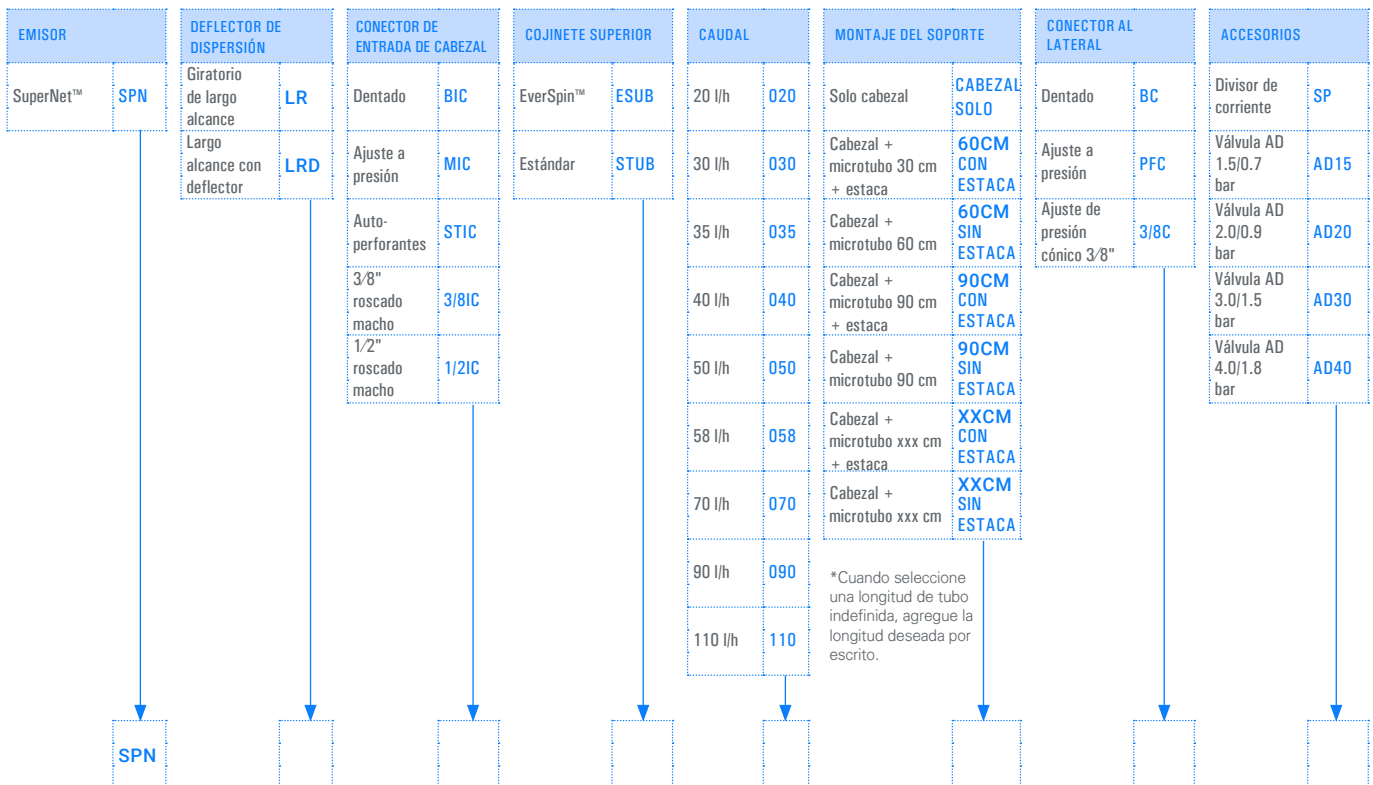 EMISOR
SuperNet™
SPN
DEFLECTOR DE
DISPERSIÓN
Giratorio
de largo
alcance
LR
Largo
alcance con
deflector
LRD
CONECTOR DE
ENTRADA DE CABEZAL
Dentado
BIC
Ajuste a
presión
MIC
Auto-
perforantes
STIC
3⁄8"
roscado
macho
3/8IC
1⁄2"
roscado
macho
1/2IC
COJINETE SUPERIOR
EverSpin™
ESUB
Estándar
STUB
CAUDAL
20 l/h
020
30 l/h
030
35 l/h
035
40 l/h
040
50 l/h
050
58 l/h
058
70 l/h
070
90 l/h
090
110 l/h
110
MONTAJE DEL SOPORTE
Solo cabezal
CABEZAL
SOLO
Cabezal +
microtubo 30 cm
+ estaca
60CM
CON
ESTACA
Cabezal +
microtubo 60 cm
60CM
SIN
ESTACA
Cabezal +
microtubo 90 cm
+ estaca
90CM
CON
ESTACA
Cabezal +
microtubo 90 cm
90CM
SIN
ESTACA
Cabezal +
microtubo xxx cm
+ estaca
XXCM
CON
ESTACA
Cabezal +
microtubo xxx cm
XXCM
SIN
ESTACA
*Cuando seleccione
una longitud de tubo
indefinida, agregue la
longitud deseada por
escrito.
CONECTOR AL
LATERAL
Dentado
BC
Ajuste a
presión
PFC
Ajuste de
presión
cónico 3⁄8"
3/8C
ACCESORIOS
Divisor de
corriente
SP
Válvula AD
1.5/0.7
bar
AD15
Válvula AD
2.0/0.9
bar
AD20
Válvula AD
3.0/1.5
bar
AD30
Válvula AD
4.0/1.8
bar
AD40
SPN